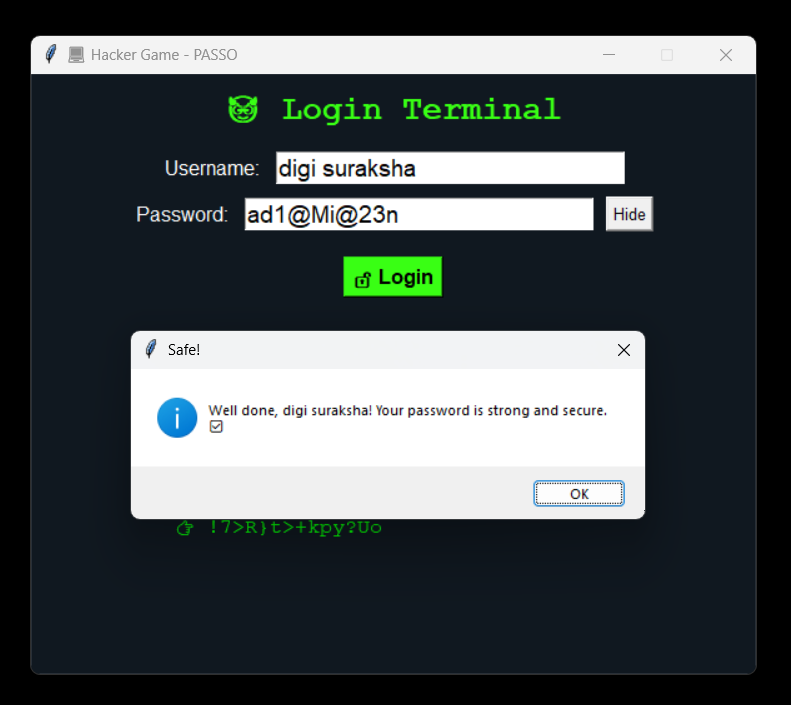 💻 Hacker Game - PASSO
😈 Login Terminal
Username: digi suraksha
Password: ad1@Mi@23n Hide
🔓 Login
Safe!
Well done, digi suraksha! Your password is strong and secure.
☑
OK
👉 !7>R}t>+kpy?Uo